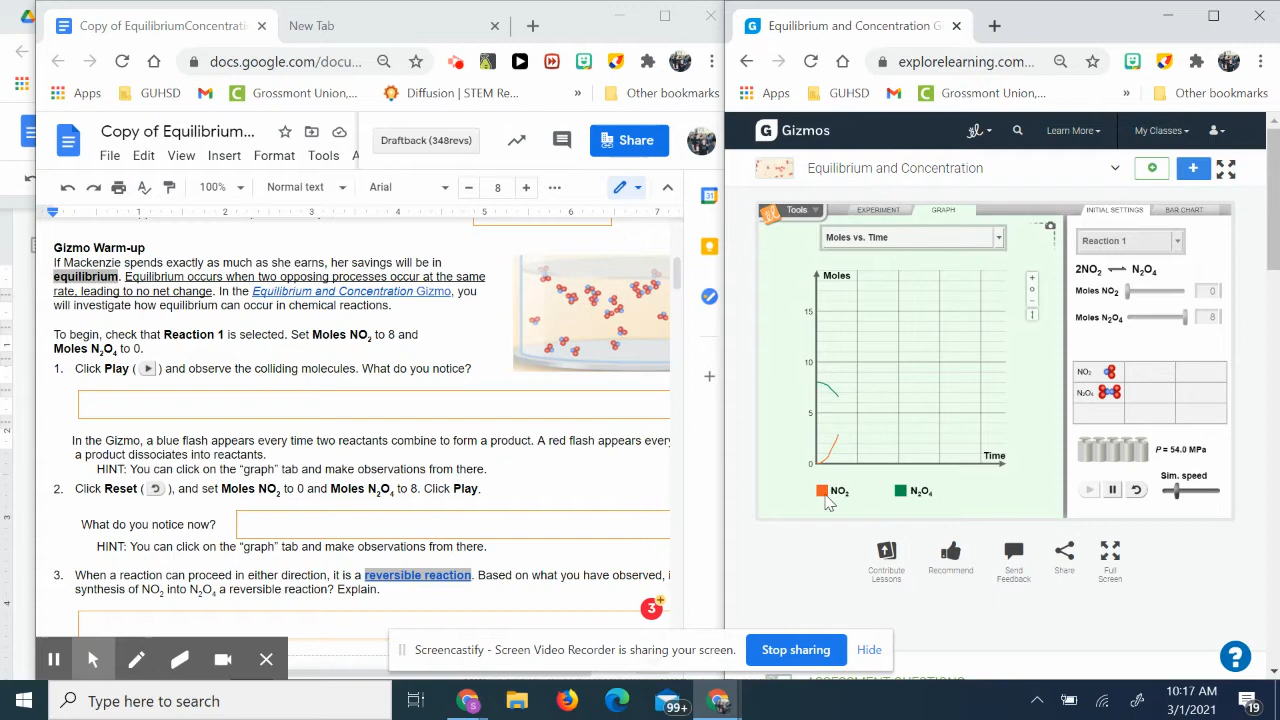 Copy of EquilibriumConcentrati
New Tab
docs.google.com/docu...
Apps
GUHSD
Grossmont Union,...
Diffusion | STEM Re...
»
Other bookmarks
Copy of Equilibrium...
File Edit View Insert Format Tools A
Draftback (348revs)
Share
100% Normal text Arial 8
1 2 3 4 5 6 7
Gizmo Warm-up
If Mackenzie spends exactly as much as she earns, her savings will be in
equilibrium. Equilibrium occurs when two opposing processes occur at the same
rate, leading to no net change. In the Equilibrium and Concentration Gizmo, you
will investigate how equilibrium can occur in chemical reactions.
To begin, check that Reaction 1 is selected. Set Moles NO₂ to 8 and
Moles N₂O₄ to 0.
1. Click Play ( ) and observe the colliding molecules. What do you notice?
In the Gizmo, a blue flash appears every time two reactants combine to form a product. A red flash appears ever
a product dissociates into reactants.
HINT: You can click on the “graph” tab and make observations from there.
2. Click Reset ( ), and set Moles NO₂ to 0 and Moles N₂O₄ to 8. Click Play.
What do you notice now?
HINT: You can click on the “graph” tab and make observations from there.
3. When a reaction can proceed in either direction, it is a reversible reaction. Based on what you have observed, i
synthesis of NO₂ into N₂O₄ a reversible reaction? Explain.
3
Equilibrium and Concentration G
explorelearning.com...
Apps
GUHSD
Grossmont Union,...
»
Other bookmarks
Gizmos
Learn More
My Classes
Equilibrium and Concentration
Tools
EXPERIMENT
GRAPH
INITIAL SETTINGS
BAR CHART
Moles vs. Time
Moles
15
10
5
0
Time
NO₂
N₂O₄
Reaction 1
2NO₂ ⇌ N₂O₄
Moles NO₂ 0
Moles N₂O₄ 8
NO₂
N₂O₄
P = 54.0 MPa
Sim. speed
Contribute Lessons
Recommend
Send Feedback
Share
Full Screen
ASSESSMENT QUESTIONS
Screencastify - Screen Video Recorder is sharing your screen.
Stop sharing
Hide
Type here to search
99+
10:17 AM
3/1/2021
19